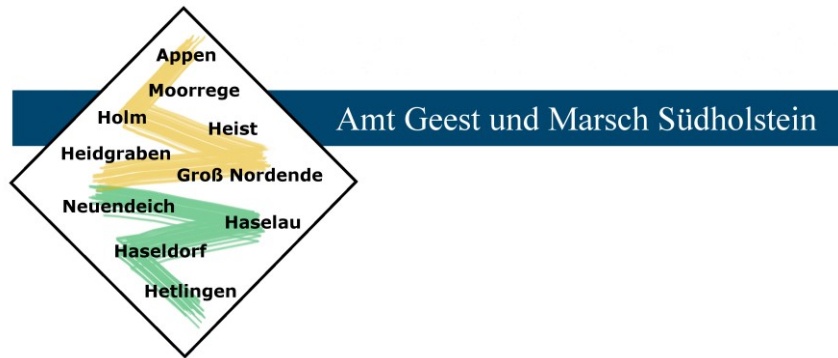 Appen
Moorrege
Holm
Heist
Heidgraben
Groß Nordende
Neuendeich
Haselau
Haseldorf
Hetlingen
Amt Geest und Marsch Südholstein